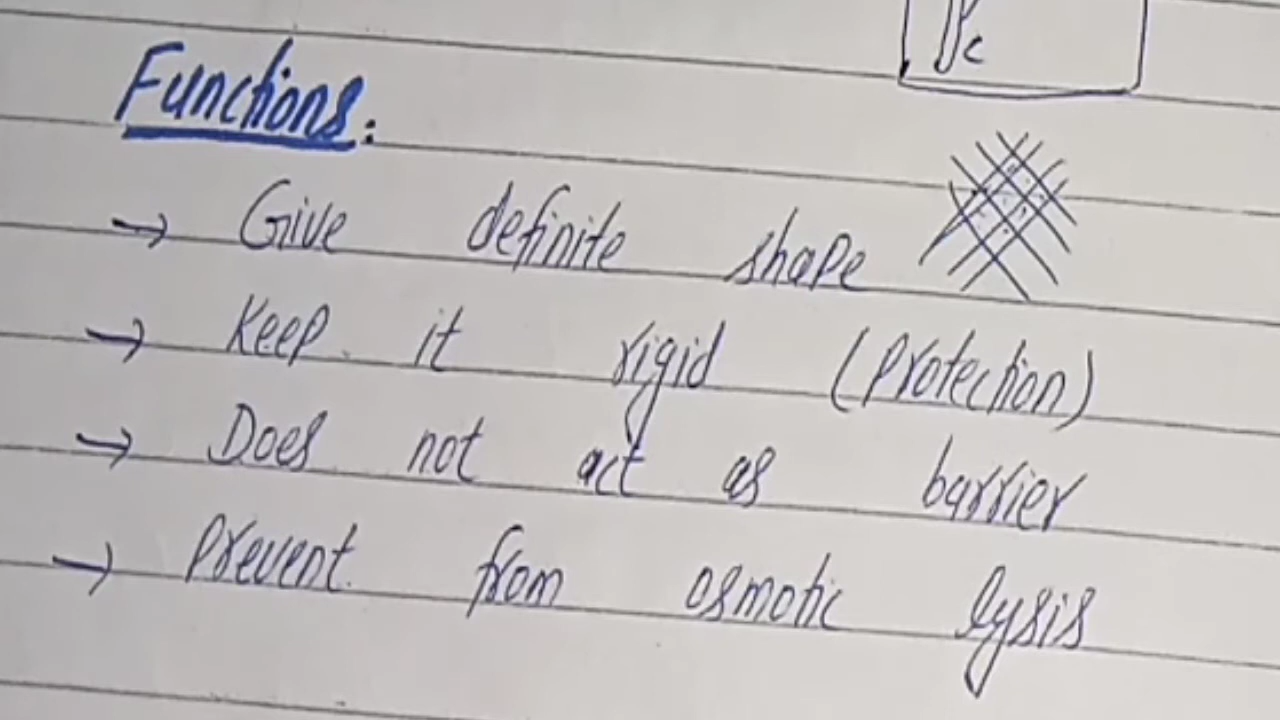 Functions:
→ Give definite shape
→ Keep it rigid (Protection)
→ Does not act as barrier
→ Prevent from osmotic lysis